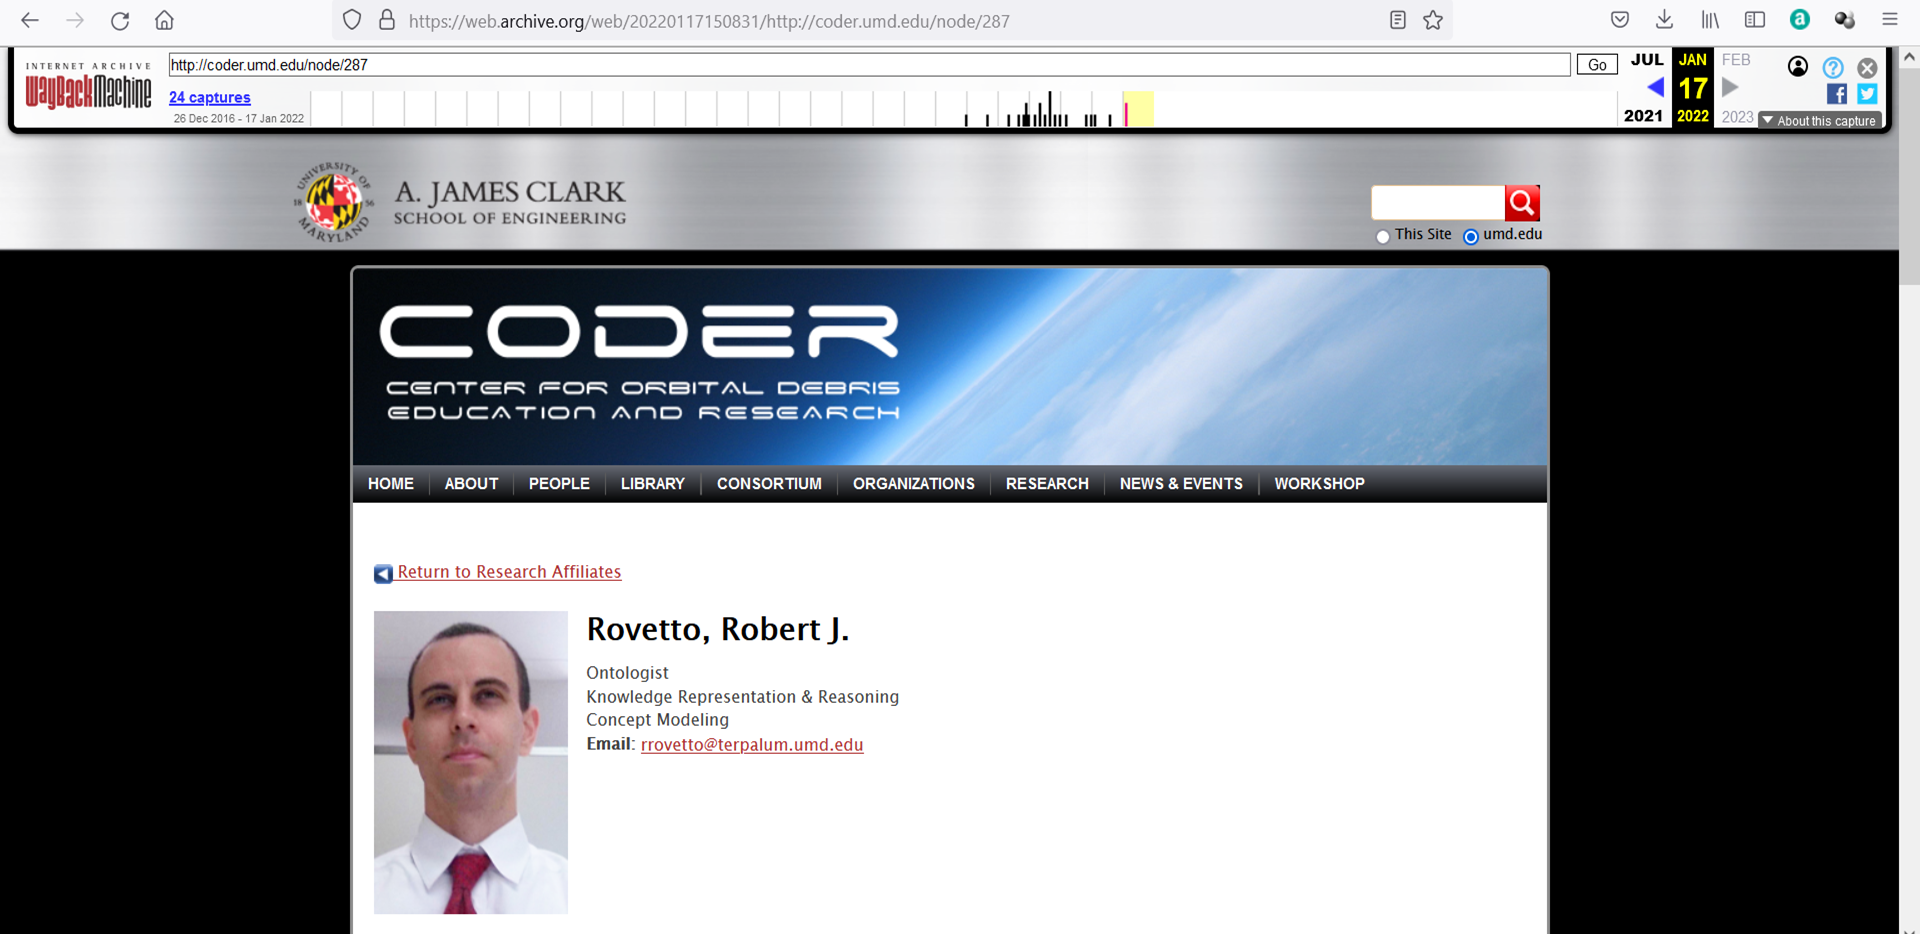 https://web.archive.org/web/20220117150831/http://coder.umd.edu/node/287
INTERNET ARCHIVE
WayBackMachine
http://coder.umd.edu/node/287
Go
JUL
JAN
FEB
24 captures
17
26 Dec 2016 - 17 Jan 2022
2021
2022
2023
About this capture
UNIVERSITY OF
18 56
MARYLAND
A. JAMES CLARK
SCHOOL OF ENGINEERING
This Site
umd.edu
CODER
CENTER FOR ORBITAL DEBRIS
EDUCATION AND RESEARCH
HOME
ABOUT
PEOPLE
LIBRARY
CONSORTIUM
ORGANIZATIONS
RESEARCH
NEWS & EVENTS
WORKSHOP
Return to Research Affiliates
Rovetto, Robert J.
Ontologist
Knowledge Representation & Reasoning
Concept Modeling
Email: rrovetto@terpalum.umd.edu